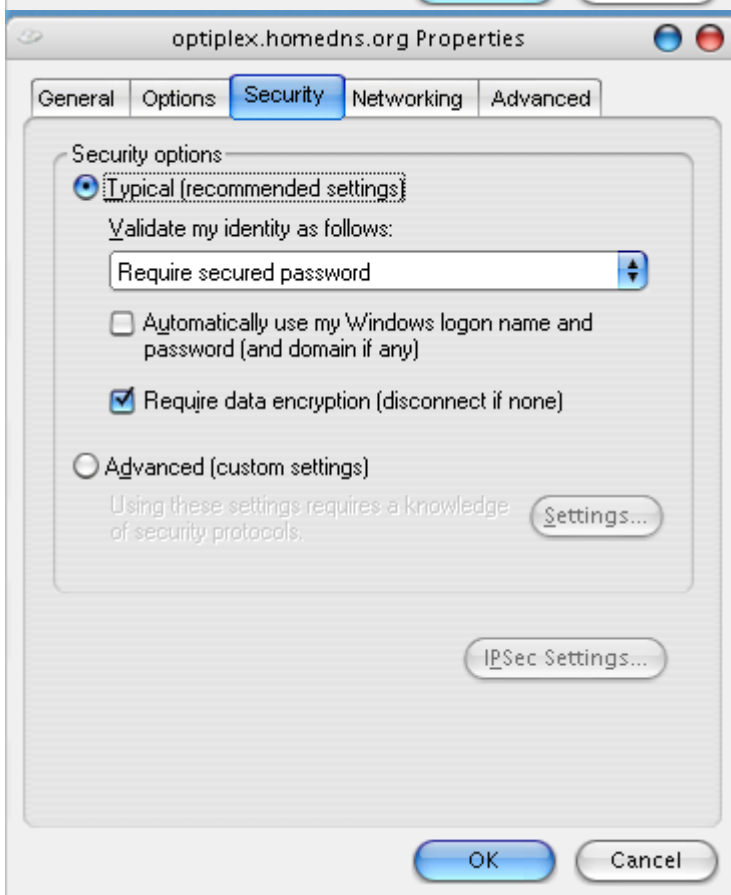 optiplex.homedns.org Properties
General Options Security Networking Advanced
Security options
Typical (recommended settings)
Validate my identity as follows:
Require secured password
Automatically use my Windows logon name and
password (and domain if any)
Require data encryption (disconnect if none)
Advanced (custom settings)
Using these settings requires a knowledge
of security protocols.
Settings...
IPSec Settings...
OK Cancel